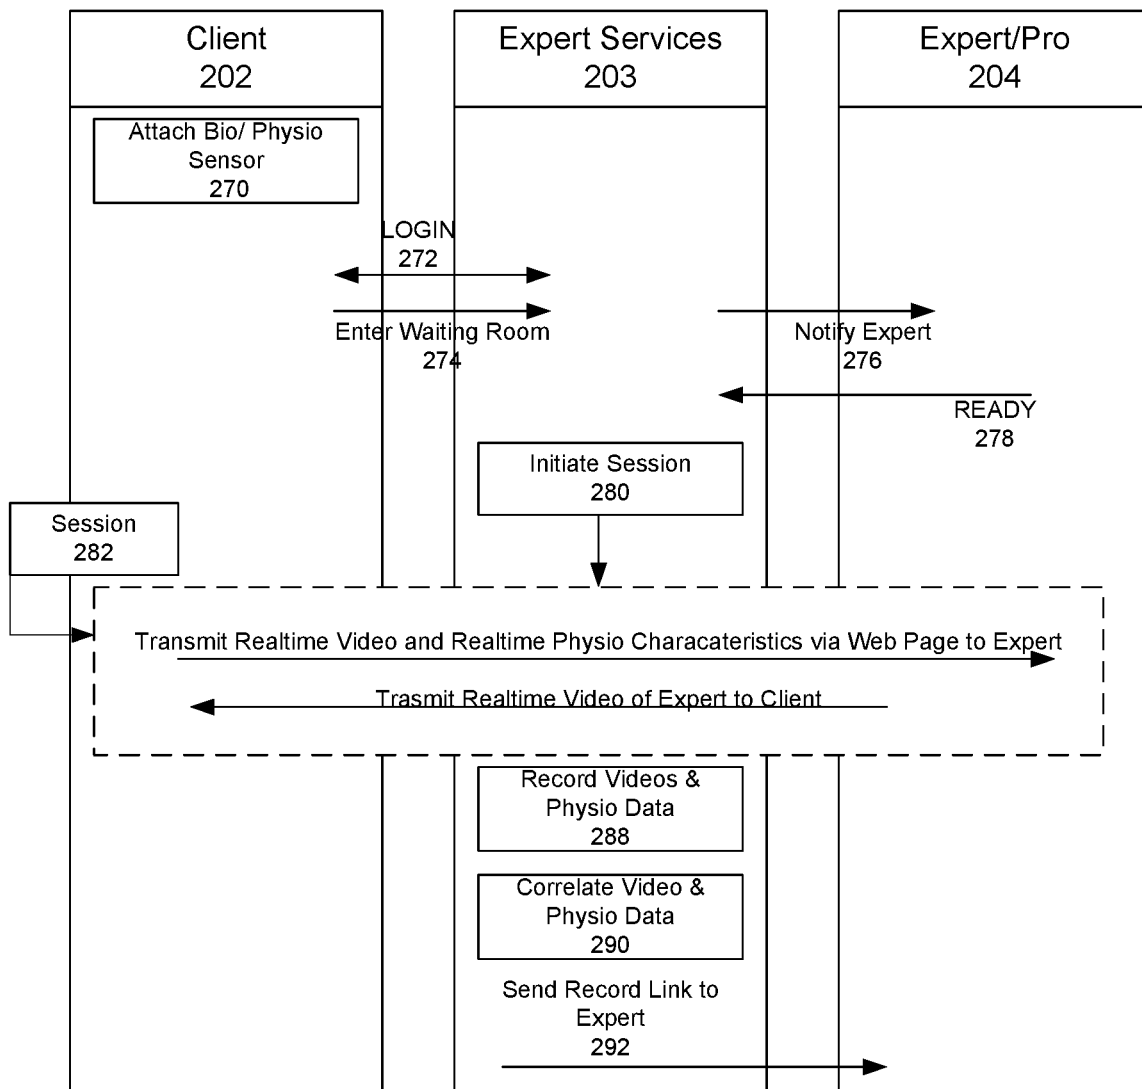 Client
202
Expert Services
203
Expert/Pro
204
Attach Bio/ Physio
Sensor
270
LOGIN
272
Enter Waiting Room
274
Notify Expert
276
READY
278
Initiate Session
280
Session
282
Transmit Realtime Video and Realtime Physio Characateristics via Web Page to Expert
Trasmit Realtime Video of Expert to Client
Record Videos &
Physio Data
288
Correlate Video &
Physio Data
290
Send Record Link to
Expert
292